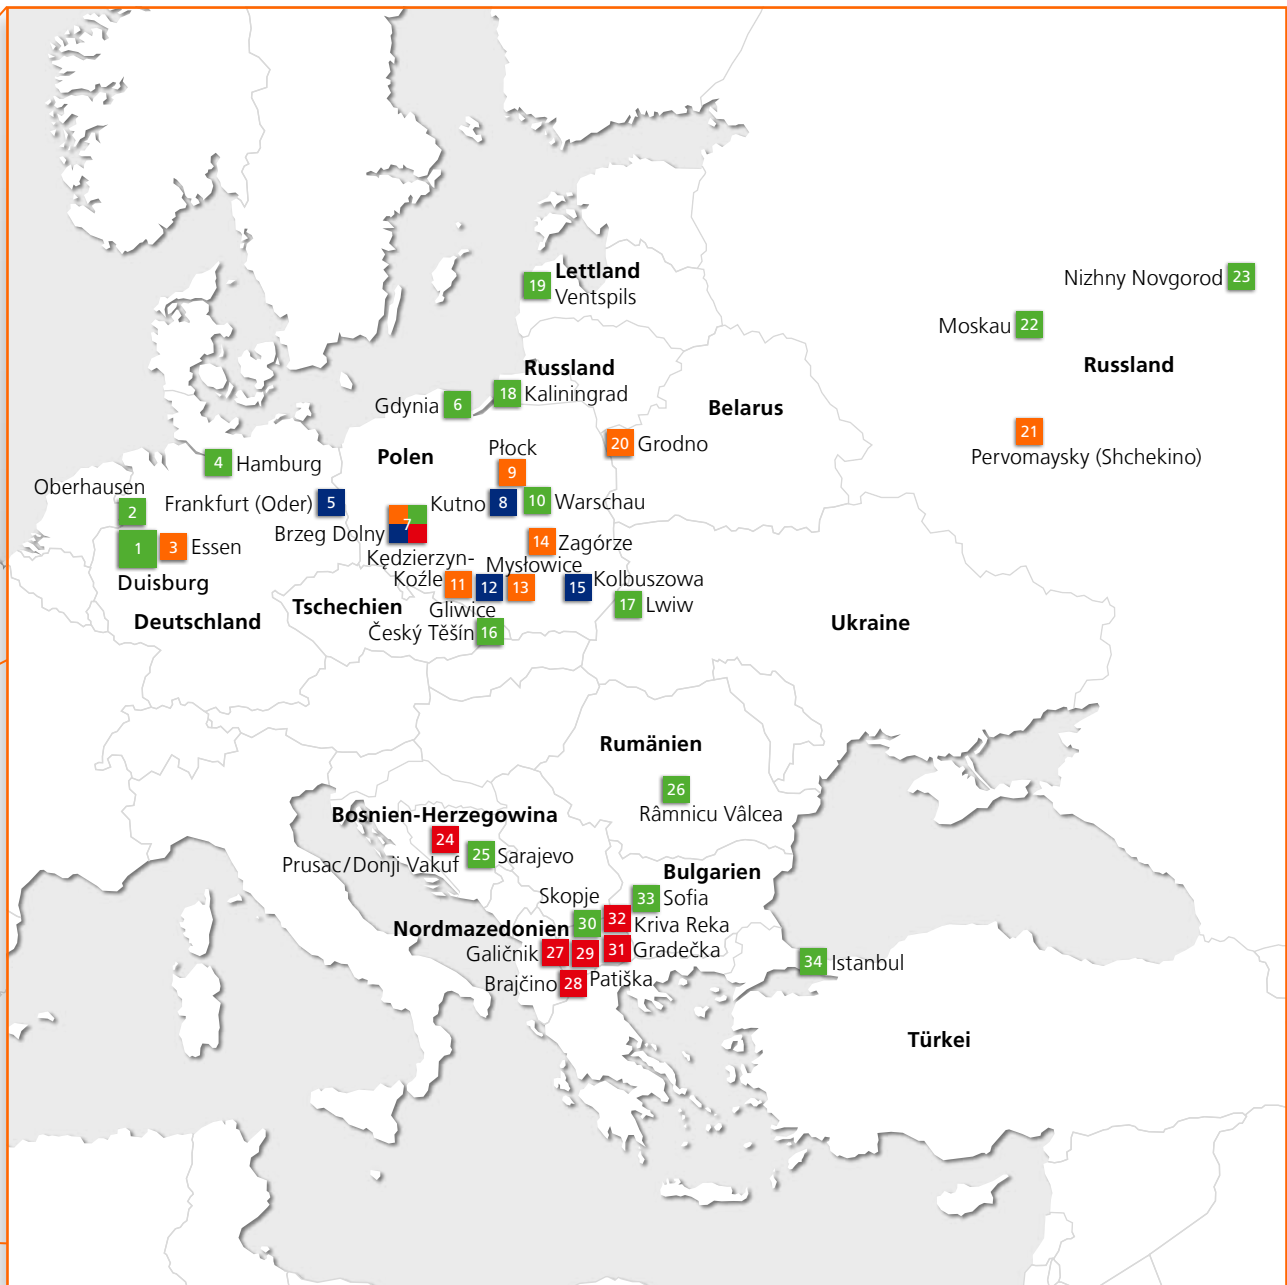 Lettland
19 Ventspils
Nizhny Novgorod 23
Moskau 22
Russland
Russland
18 Kaliningrad
Gdynia 6
Belarus
21
Pervomaysky (Shchekino)
20 Grodno
Polen
Płock
9
4 Hamburg
Oberhausen
2
Frankfurt (Oder) 5
Kutno 8
10 Warschau
Brzeg Dolny 7
1
Duisburg
3 Essen
14 Zagórze
Kędzierzyn-
Koźle 11
Mysłowice
12 13
Gliwice
15 Kolbuszowa
17 Lwiw
Tschechien
Český Těšín 16
Deutschland
Ukraine
Rumänien
26
Râmnicu Vâlcea
Bosnien-Herzegowina
24
Prusac/Donji Vakuf
25 Sarajevo
Bulgarien
33 Sofia
Skopje
30
32 Kriva Reka
Nordmazedonien
Galičnik 27
29
31 Gradečka
Patiška
Brajčino 28
34 Istanbul
Türkei